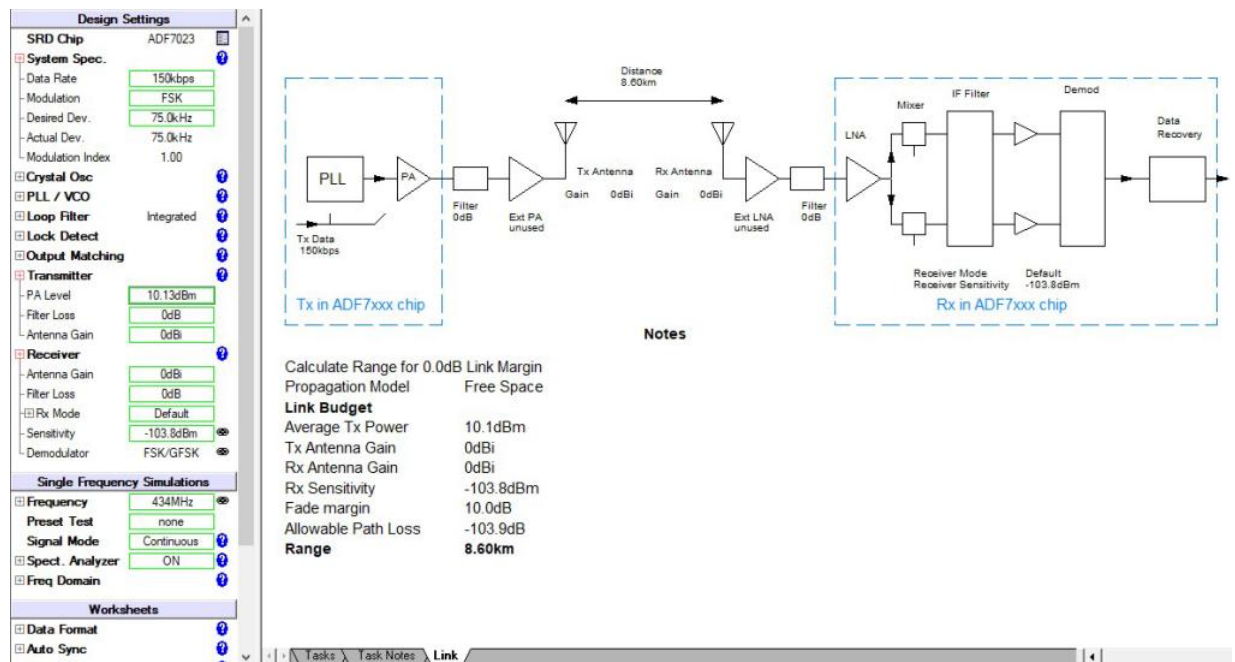 Design Settings
SRD Chip ADF7023
System Spec.
Data Rate 150kbps
Modulation FSK
Desired Dev. 75.0kHz
Actual Dev. 75.0kHz
Modulation Index 1.00
Crystal Osc
PLL / VCO
Loop Filter Integrated
Lock Detect
Output Matching
Transmitter
PA Level 10.13dBm
Filter Loss 0dB
Antenna Gain 0dBi
Receiver
Antenna Gain 0dBi
Filter Loss 0dB
Rx Mode Default
Sensitivity -103.8dBm
Demodulator FSK/GFSK
Single Frequency Simulations
Frequency 434MHz
Preset Test none
Signal Mode Continuous
Spect. Analyzer ON
Freq Domain
Worksheets
Data Format
Auto Sync
Distance
8.60km
PLL
PA
Tx Data
150kbps
Filter
0dB
Ext PA
unused
Tx Antenna
Gain 0dBi
Rx Antenna
Gain 0dBi
Ext LNA
unused
Filter
0dB
LNA
Mixer
IF Filter
Demod
Data
Recovery
Receiver Mode Default
Receiver Sensitivity -103.8dBm
Tx in ADF7xxx chip
Rx in ADF7xxx chip
Notes
Calculate Range for 0.0dB Link Margin
Propagation Model Free Space
Link Budget
Average Tx Power 10.1dBm
Tx Antenna Gain 0dBi
Rx Antenna Gain 0dBi
Rx Sensitivity -103.8dBm
Fade margin 10.0dB
Allowable Path Loss -103.9dB
Range 8.60km
Tasks Task Notes Link